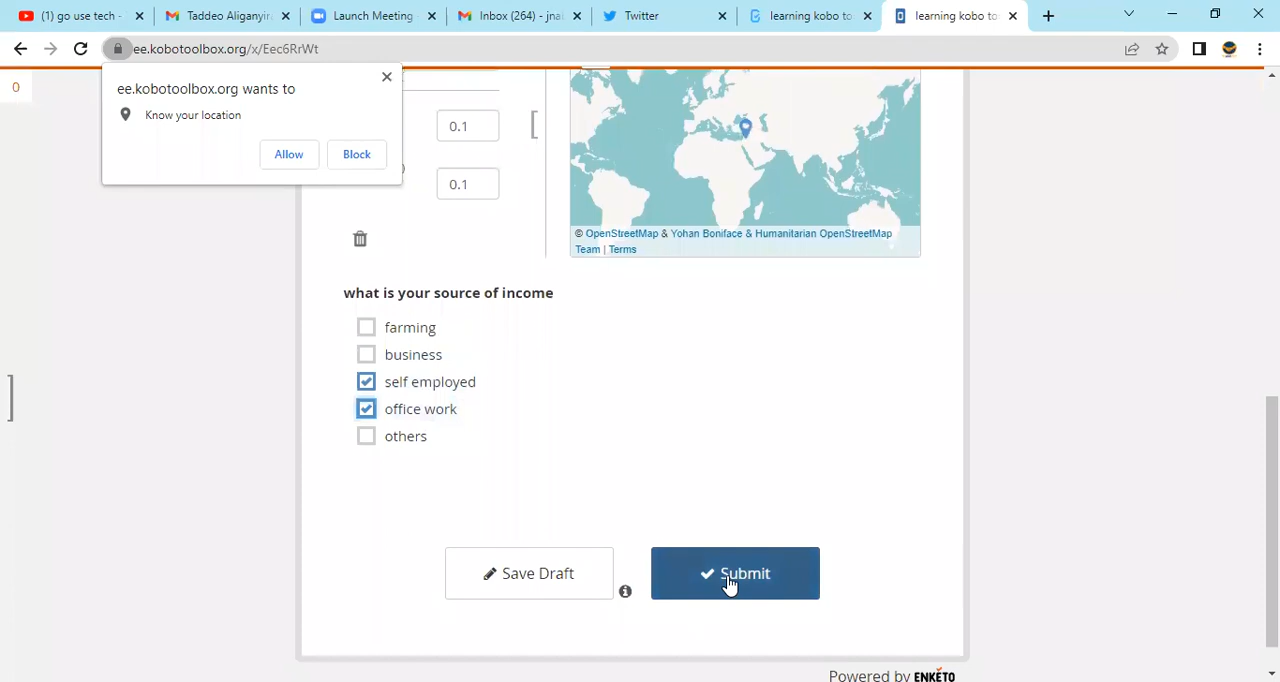 (1) go use tech -
Taddeo Aliganyir
Launch Meeting
Inbox (264) - jna
Twitter
learning kobo to
learning kobo to
ee.kobotoolbox.org/x/Eec6RrWt
0
ee.kobotoolbox.org wants to
Know your location
Allow
Block
0.1
0.1
© OpenStreetMap & Yohan Boniface & Humanitarian OpenStreetMap
Team | Terms
what is your source of income
farming
business
self employed
office work
others
Save Draft
Submit
Powered by ENKETO